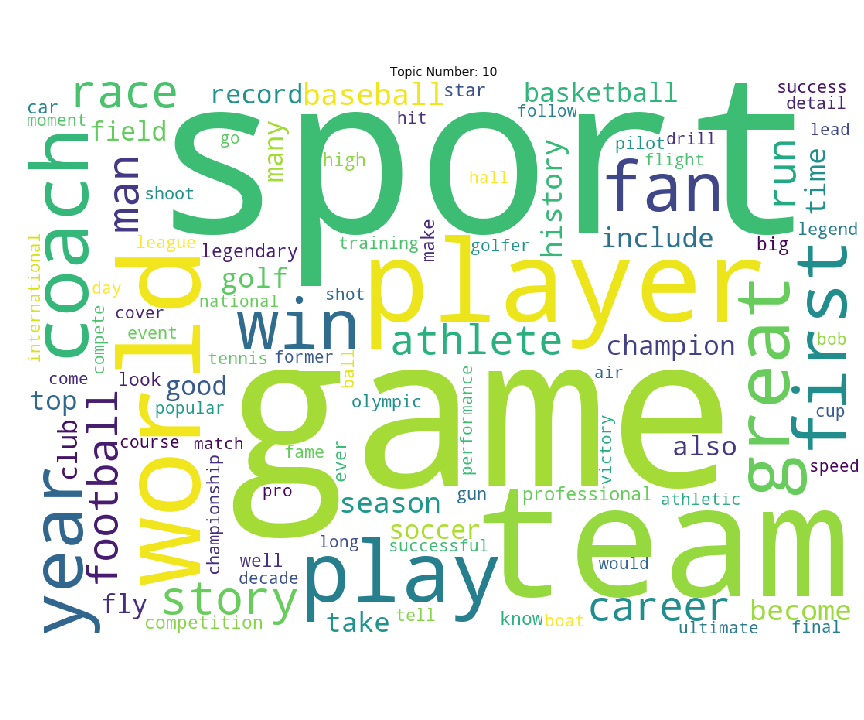 Topic Number: 10
success
race
record
baseball
star
basketball
detail
car
moment
field
go
many
hit
follow
pilot
drill
lead
sport
coach
man
shoot
high
hall
history
flight
fan
run
time
league
legendary
training
make
golfer
include
big
legend
international
world
golf
national
shot
player
great
first
day
cover
event
compete
win
athlete
champion
bob
tennis
former
ball
come
look
good
top
popular
olympic
game
air
cup
year
club
football
course
match
fame
ever
performance
victory
also
speed
championship
pro
season
gun
professional
athletic
team
soccer
successful
long
well
decade
play
would
fly
story
competition
take
tell
know
boat
career
become
ultimate
final